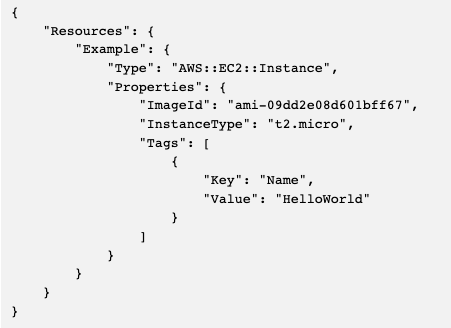 {
    "Resources": {
        "Example": {
            "Type": "AWS::EC2::Instance",
            "Properties": {
                "ImageId": "ami-09dd2e08d601bff67",
                "InstanceType": "t2.micro",
                "Tags": [
                    {
                        "Key": "Name",
                        "Value": "HelloWorld"
                    }
                ]
            }
        }
    }
}